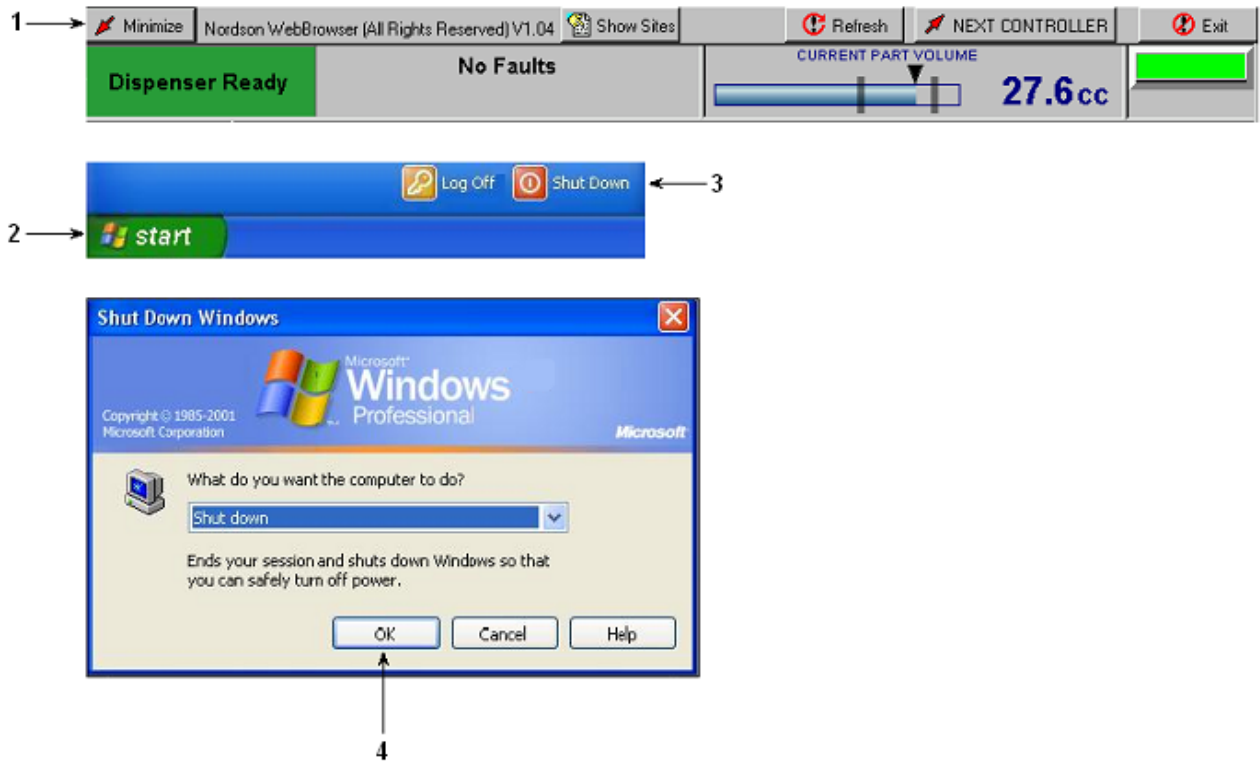 1
Minimize Nordson WebBrowser (All Rights Reserved) V1.04 Show Sites Refresh NEXT CONTROLLER Exit
Dispenser Ready
No Faults
CURRENT PART VOLUME
27.6 cc
Log Off Shut Down
3
2
start
Shut Down Windows
Microsoft
Windows
Professional
Copyright © 1985-2001
Microsoft Corporation
Microsoft
What do you want the computer to do?
Shut down
Ends your session and shuts down Windows so that
you can safely turn off power.
OK Cancel Help
4